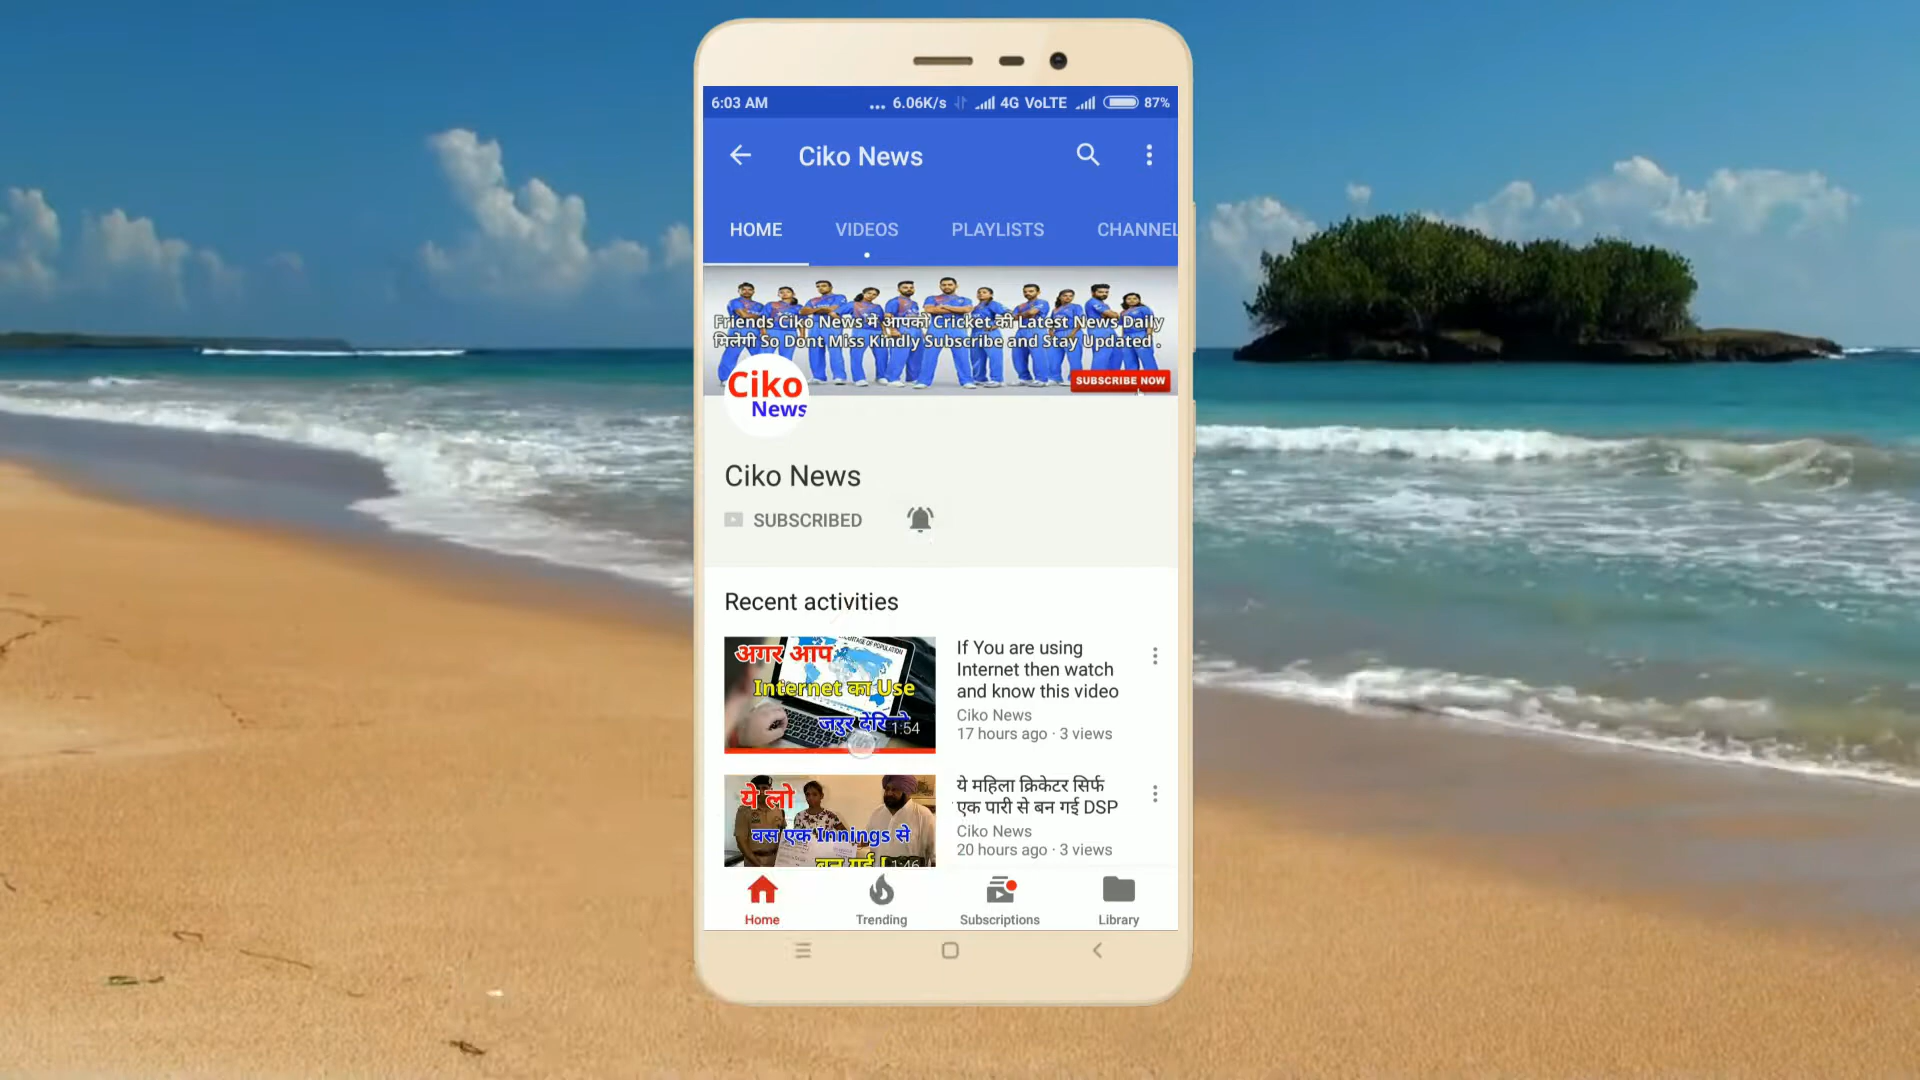 6:03 AM
... 6.06K/s 4G VoLTE 87%
Ciko News
HOME VIDEOS PLAYLISTS CHANNEL
Friends Ciko News में आपको Cricket की Latest News Daily
मिलेगी So Dont Miss Kindly Subscribe and Stay Updated .
SUBSCRIBE NOW
Ciko
News
Ciko News
SUBSCRIBED
Recent activities
अगर आप
Internet का Use
जरुर
1:54
If You are using
Internet then watch
and know this video
Ciko News
17 hours ago · 3 views
ये लो
बस एक Innings से
बन गई
1:46
ये महिला क्रिकेटर सिर्फ
एक पारी से बन गई DSP
Ciko News
20 hours ago · 3 views
Home Trending Subscriptions Library